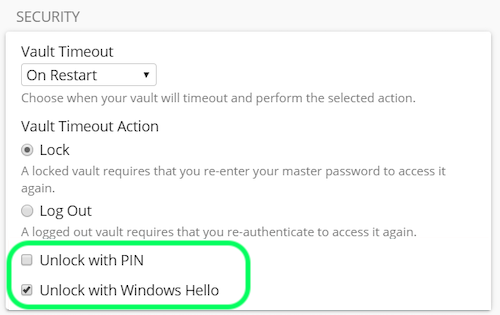 SECURITY
Vault Timeout
On Restart
Choose when your vault will timeout and perform the selected action.
Vault Timeout Action
Lock
A locked vault requires that you re-enter your master password to access it
again.
Log Out
A logged out vault requires that you re-authenticate to access it again.
Unlock with PIN
Unlock with Windows Hello